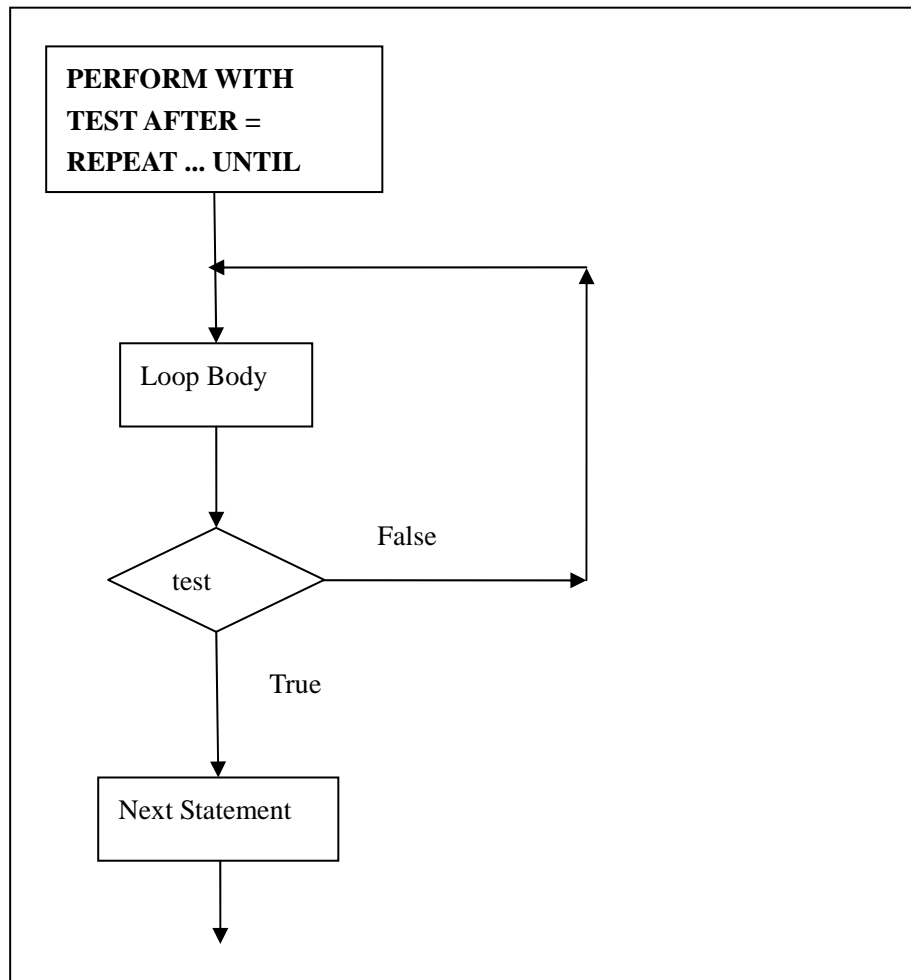 PERFORM WITH
TEST AFTER =
REPEAT ... UNTIL
Loop Body
False
test
True
Next Statement